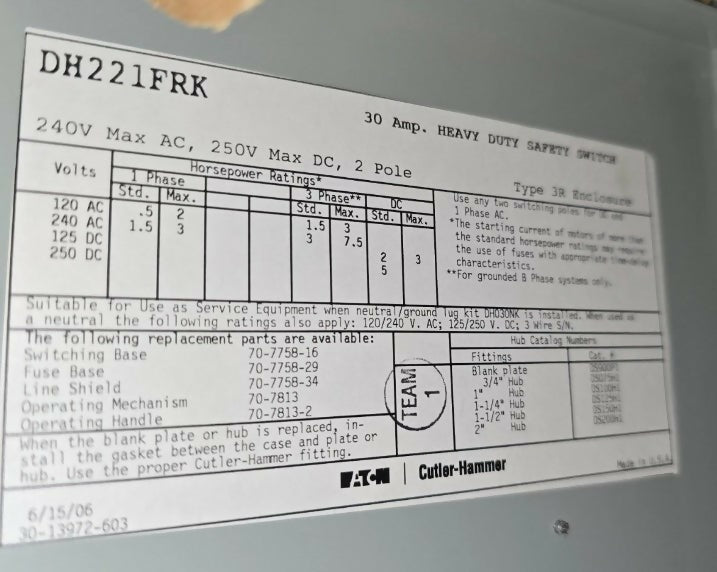 DH221FRK
30 Amp. HEAVY DUTY SAFETY SWITCH
240V Max AC, 250V Max DC, 2 Pole
Type 3R Enclosure
Volts
Horsepower Ratings*
1 Phase 3 Phase** DC
Std. Max. Std. Max. Std. Max.
120 AC .5 2
240 AC 1.5 3 1.5 3
125 DC 3 7.5
250 DC 2 3
5
Use any two switching poles for DC and
1 Phase AC.
*The starting current of motors of more than
the standard horsepower ratings may require
the use of fuses with appropriate time-delay
characteristics.
**For grounded B Phase systems only.
Suitable for Use as Service Equipment when neutral/ground lug kit DH030NK is installed. When used as
a neutral the following ratings also apply: 120/240 V. AC; 125/250 V. DC; 3 Wire S/N.
The following replacement parts are available:
Switching Base 70-7758-16
Fuse Base 70-7758-29
Line Shield 70-7758-34
Operating Mechanism 70-7813
Operating Handle 70-7813-2
When the blank plate or hub is replaced, in-
stall the gasket between the case and plate or
hub. Use the proper Cutler-Hammer fitting.
TEAM
1
Hub Catalog Numbers
Fittings Cat. #
Blank plate
3/4" Hub
1" Hub
1-1/4" Hub
1-1/2" Hub
2" Hub
EATON | Cutler-Hammer
Made in U.S.A.
6/15/06
30-13972-603